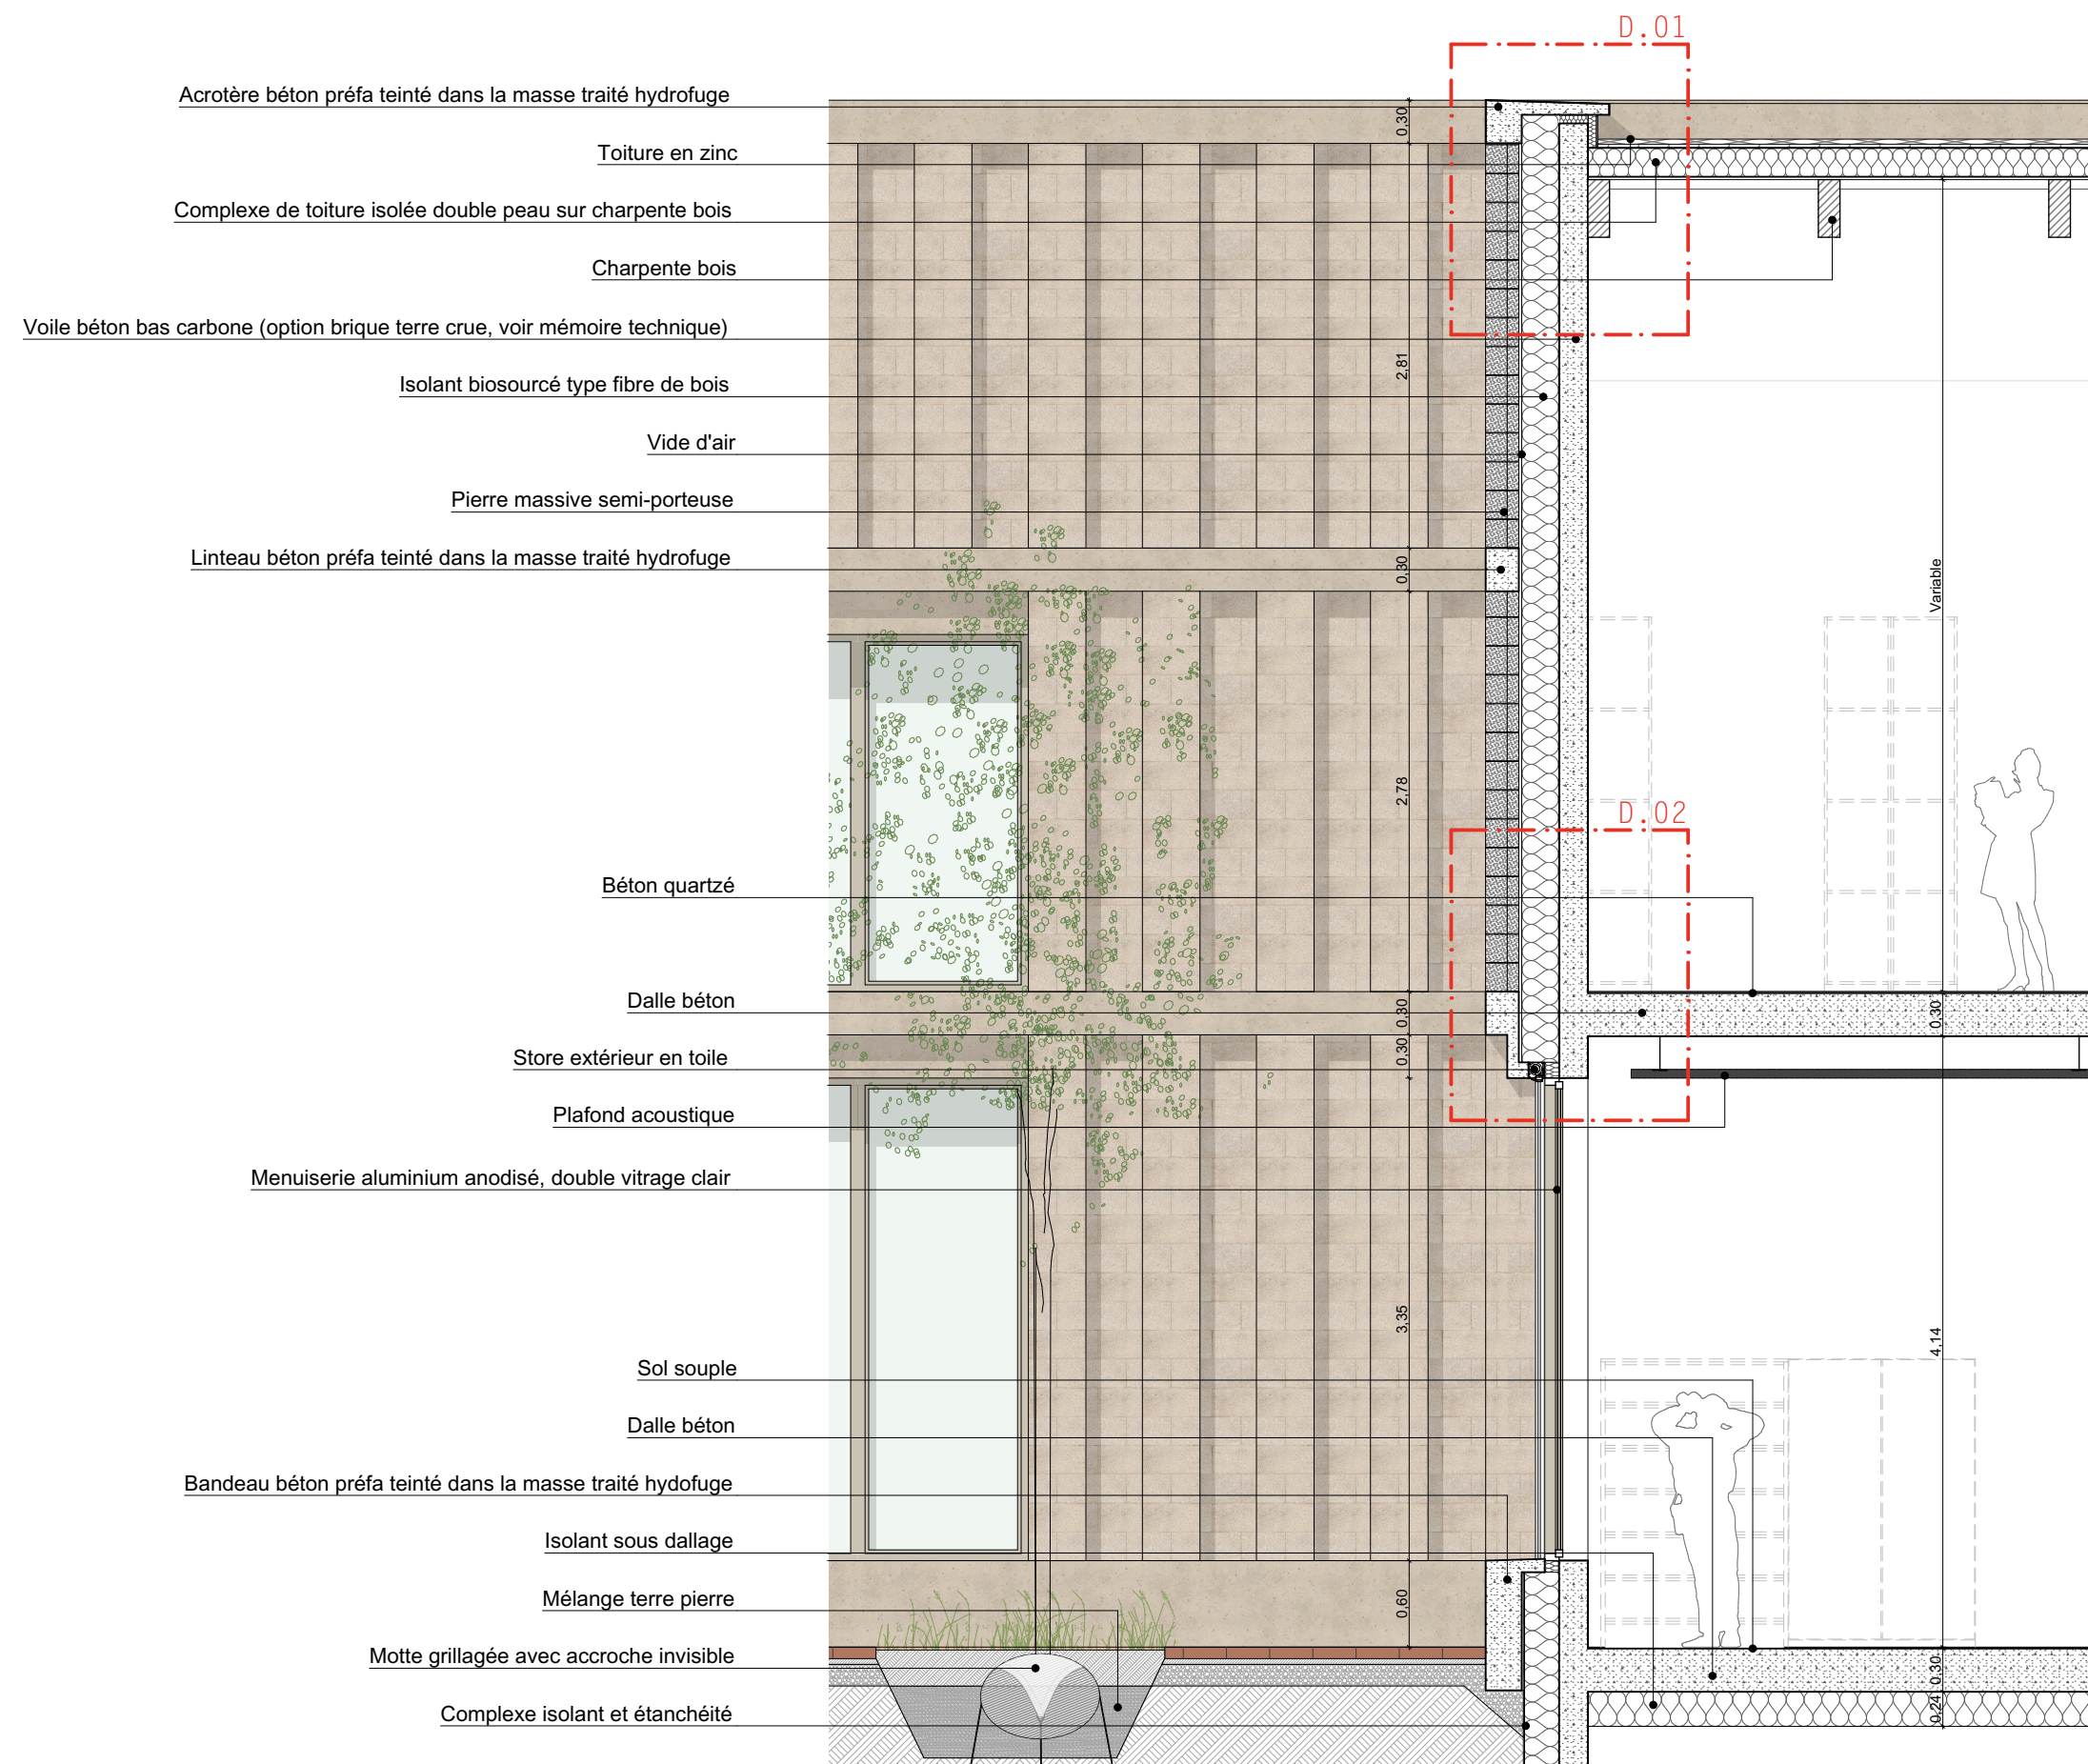 D.01
Acrotère béton préfa teinté dans la masse traité hydrofuge
0,30
Toiture en zinc
Complexe de toiture isolée double peau sur charpente bois
Charpente bois
Voile béton bas carbone (option brique terre crue, voir mémoire technique)
2,81
Isolant biosourcé type fibre de bois
Vide d'air
Pierre massive semi-porteuse
Linteau béton préfa teinté dans la masse traité hydrofuge
0,30
Variable
2,78
D.02
Béton quartzé
Dalle béton
0,30
0,30
Store extérieur en toile
0,30
Plafond acoustique
Menuiserie aluminium anodisé, double vitrage clair
3,35
4,14
Sol souple
Dalle béton
Bandeau béton préfa teinté dans la masse traité hydofuge
Isolant sous dallage
Mélange terre pierre
0,60
Motte grillagée avec accroche invisible
0,30
Complexe isolant et étanchéité
0,24